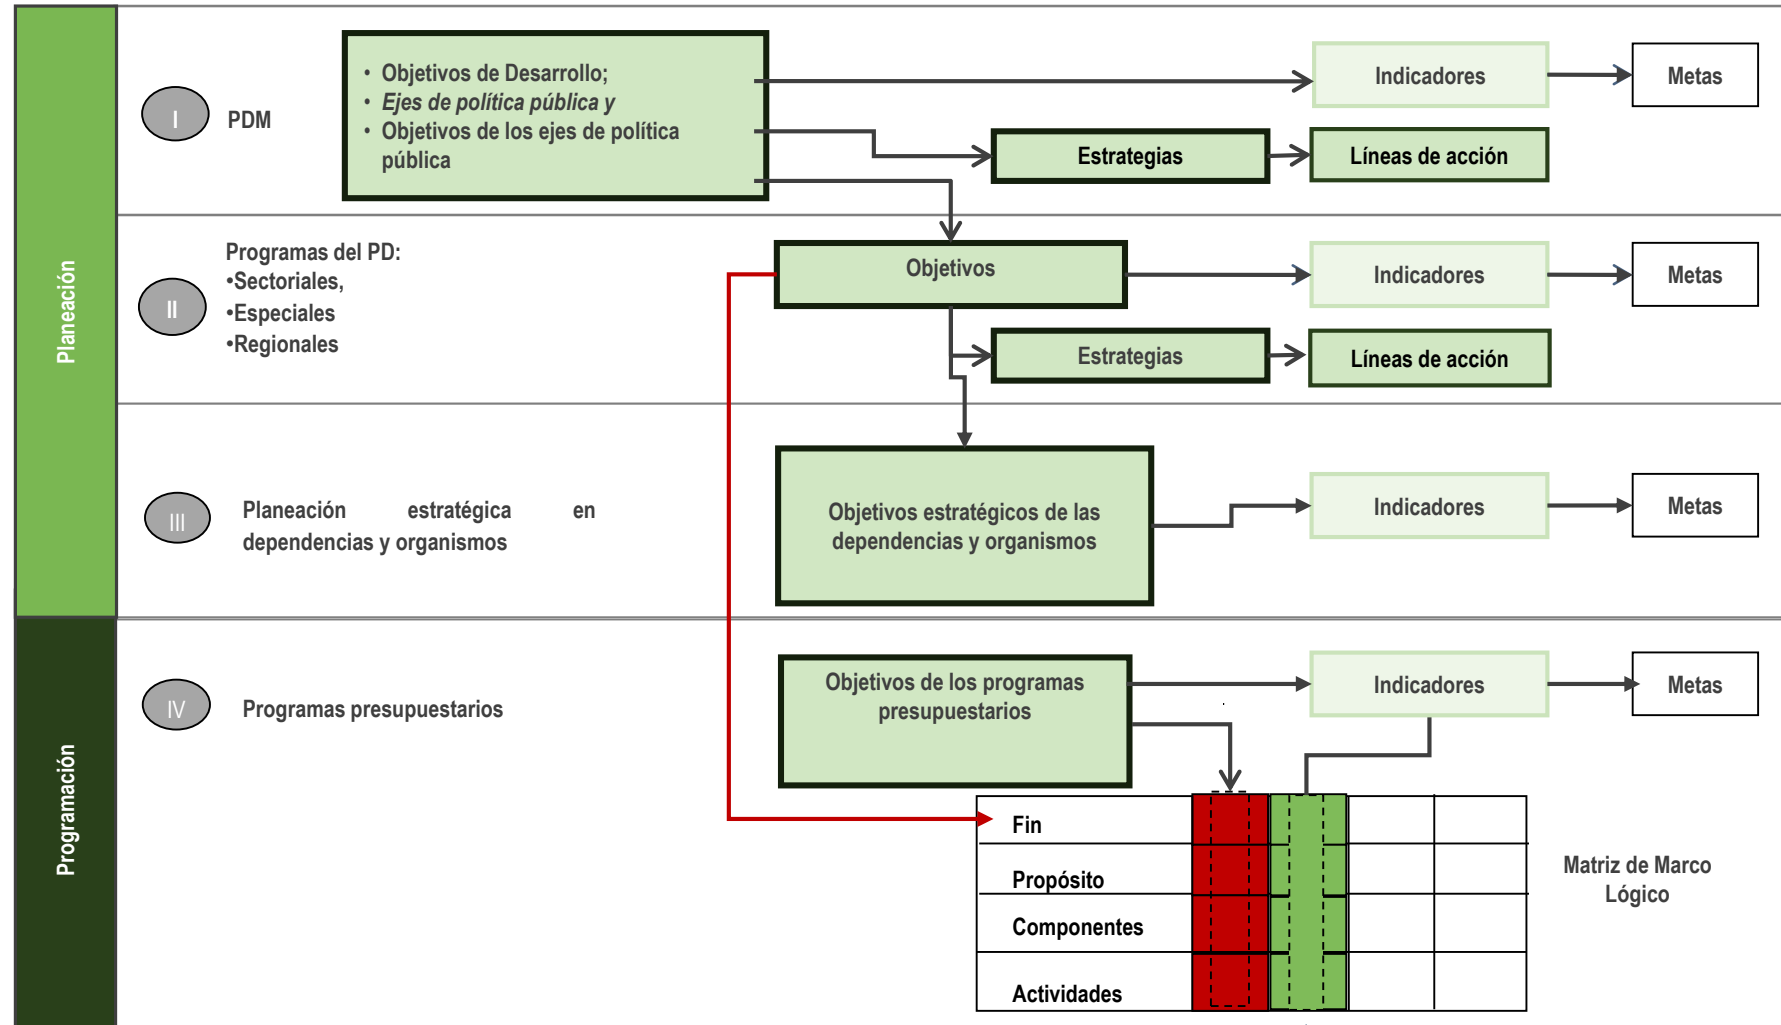 Planeación
I
PDM
• Objetivos de Desarrollo;
• Ejes de política pública y
• Objetivos de los ejes de política
pública
Indicadores
Metas
Estrategias
Líneas de acción
II
Programas del PD:
•Sectoriales,
•Especiales
•Regionales
Objetivos
Indicadores
Metas
Estrategias
Líneas de acción
III
Planeación estratégica en
dependencias y organismos
Objetivos estratégicos de las
dependencias y organismos
Indicadores
Metas
Programación
IV
Programas presupuestarios
Objetivos de los programas
presupuestarios
Indicadores
Metas
Fin
Propósito
Componentes
Actividades
Matriz de Marco
Lógico